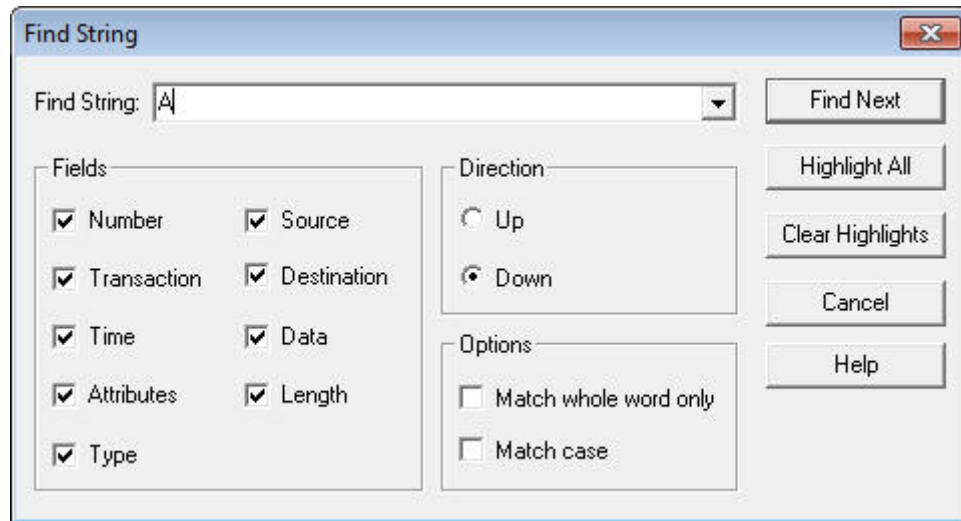 Find String
Find String: A
Find Next
Fields
Number
Source
Transaction
Destination
Time
Data
Attributes
Length
Type
Direction
Up
Down
Options
Match whole word only
Match case
Highlight All
Clear Highlights
Cancel
Help